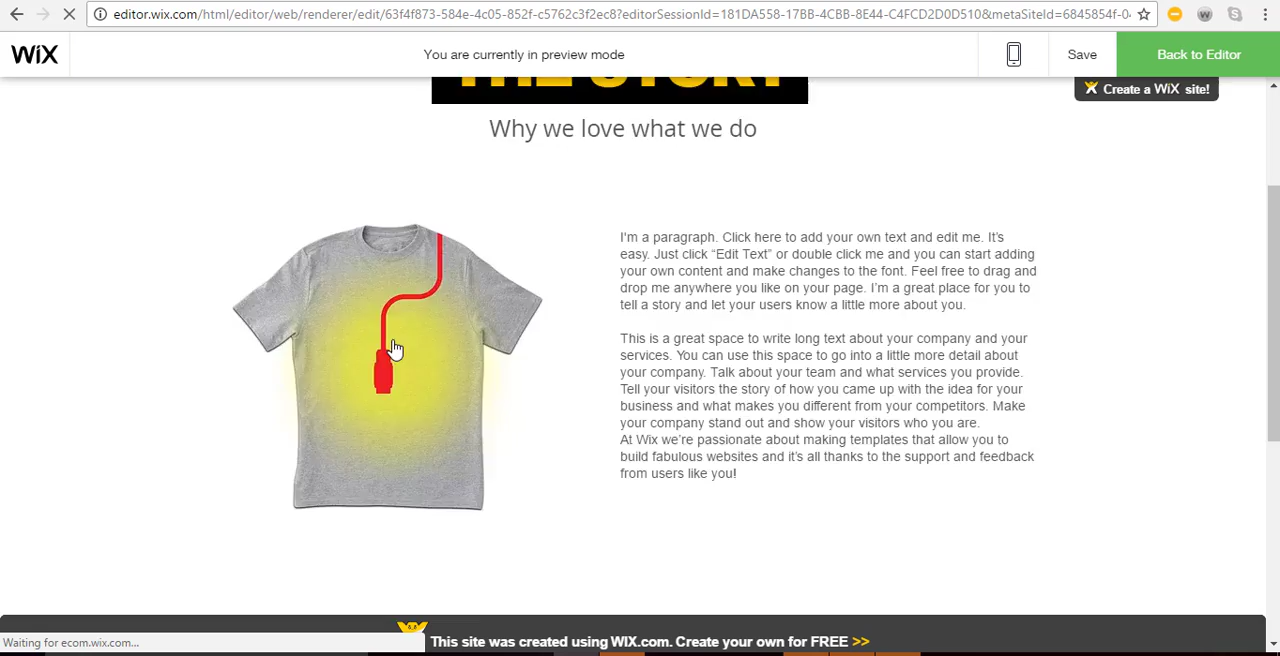 editor.wix.com/html/editor/web/renderer/edit/63f4f873-584e-4c05-852f-c5762c3f2ec8?editorSessionId=181DA558-17BB-4CBB-8E44-C4FCD2D0D510&metaSiteId=6845854f-0
WiX
You are currently in preview mode
Save
Back to Editor
THE STORY
Create a WiX site!
Why we love what we do
I'm a paragraph. Click here to add your own text and edit me. It's
easy. Just click “Edit Text” or double click me and you can start adding
your own content and make changes to the font. Feel free to drag and
drop me anywhere you like on your page. I'm a great place for you to
tell a story and let your users know a little more about you.
This is a great space to write long text about your company and your
services. You can use this space to go into a little more detail about
your company. Talk about your team and what services you provide.
Tell your visitors the story of how you came up with the idea for your
business and what makes you different from your competitors. Make
your company stand out and show your visitors who you are.
At Wix we're passionate about making templates that allow you to
build fabulous websites and it's all thanks to the support and feedback
from users like you!
This site was created using WIX.com. Create your own for FREE >>
Waiting for ecom.wix.com...